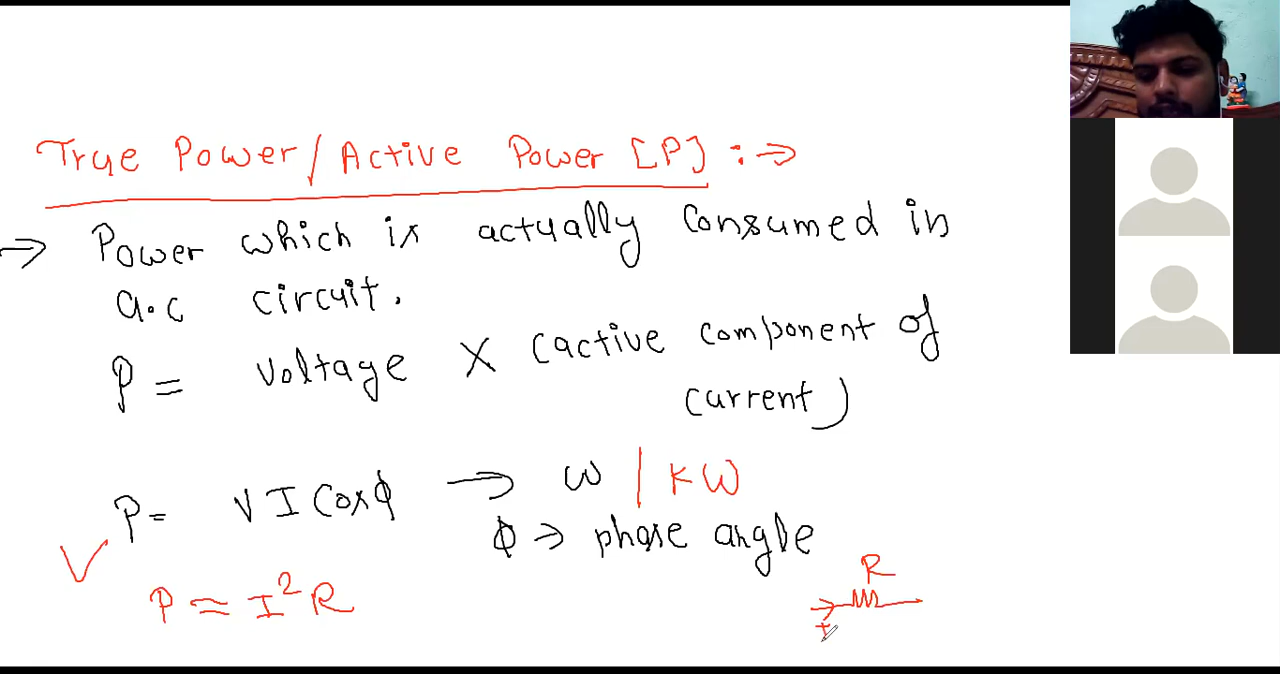 True Power/Active Power [P] :→
→ Power which is actually consumed in
a.c circuit.
P = voltage × (active component of
current)
P = VI Cosϕ → W / KW
ϕ → phase angle
✓ P = I²R
R
I